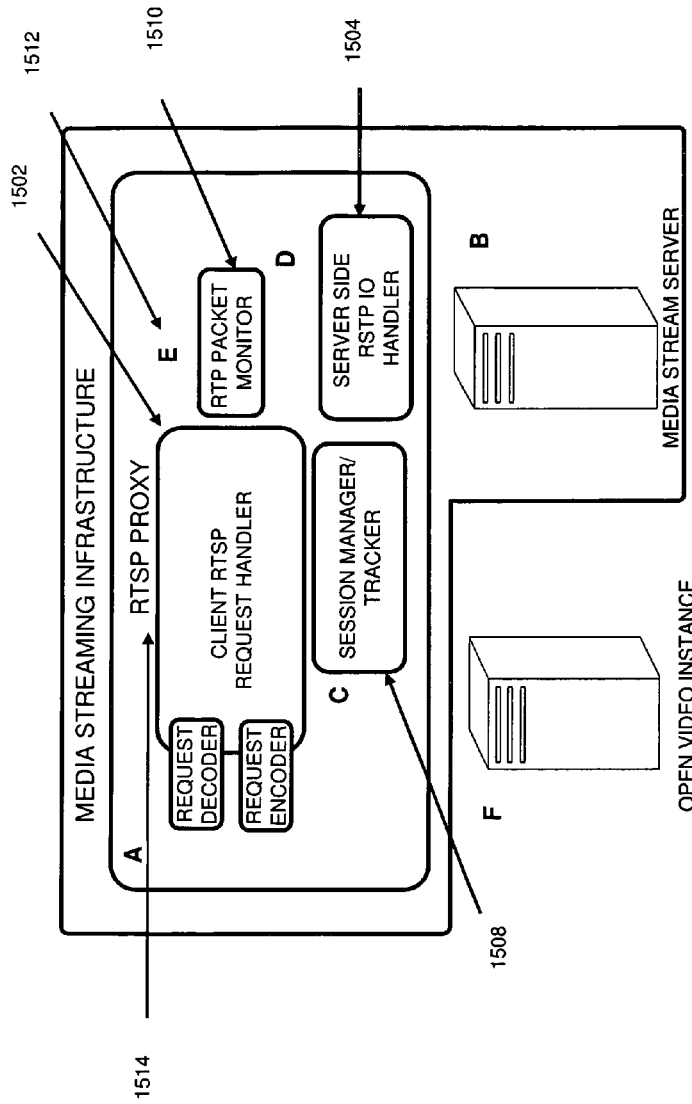 1502
1512
1510
1504
MEDIA STREAMING INFRASTRUCTURE
A
RTSP PROXY
E
REQUEST
DECODER
REQUEST
ENCODER
CLIENT RTSP
REQUEST HANDLER
RTP PACKET
MONITOR
D
C
SESSION MANAGER/
TRACKER
SERVER SIDE
RSTP IO
HANDLER
B
MEDIA STREAM SERVER
F
OPEN VIDEO INSTANCE
1508
1514